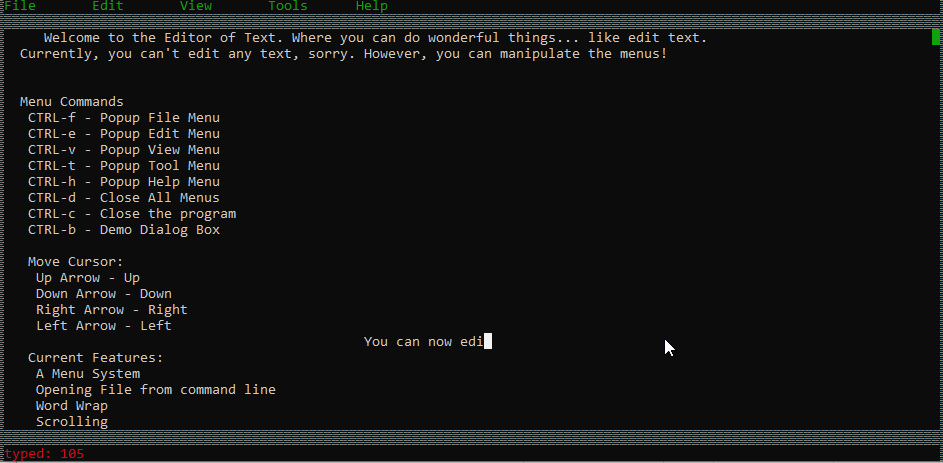 File Edit View Tools Help
Welcome to the Editor of Text. Where you can do wonderful things... like edit text.
Currently, you can't edit any text, sorry. However, you can manipulate the menus!
Menu Commands
CTRL-f - Popup File Menu
CTRL-e - Popup Edit Menu
CTRL-v - Popup View Menu
CTRL-t - Popup Tool Menu
CTRL-h - Popup Help Menu
CTRL-d - Close All Menus
CTRL-c - Close the program
CTRL-b - Demo Dialog Box
Move Cursor:
Up Arrow - Up
Down Arrow - Down
Right Arrow - Right
Left Arrow - Left
You can now edi
Current Features:
A Menu System
Opening File from command line
Word Wrap
Scrolling
typed: 105